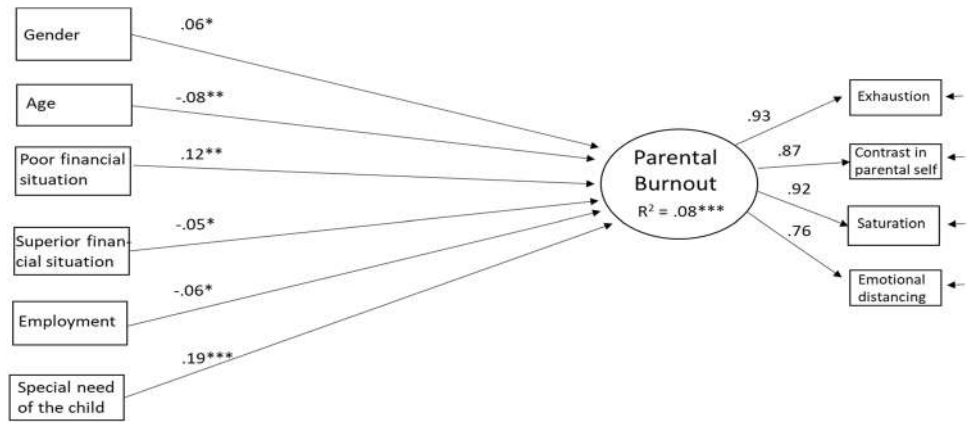 Gender
.06*
Age
-.08**
Poor financial
situation
.12**
Superior finan-
cial situation
-.05*
Employment
-.06*
Special need
of the child
.19***
Parental
Burnout
R² = .08***
.93
Exhaustion
.87
Contrast in
parental self
.92
Saturation
.76
Emotional
distancing